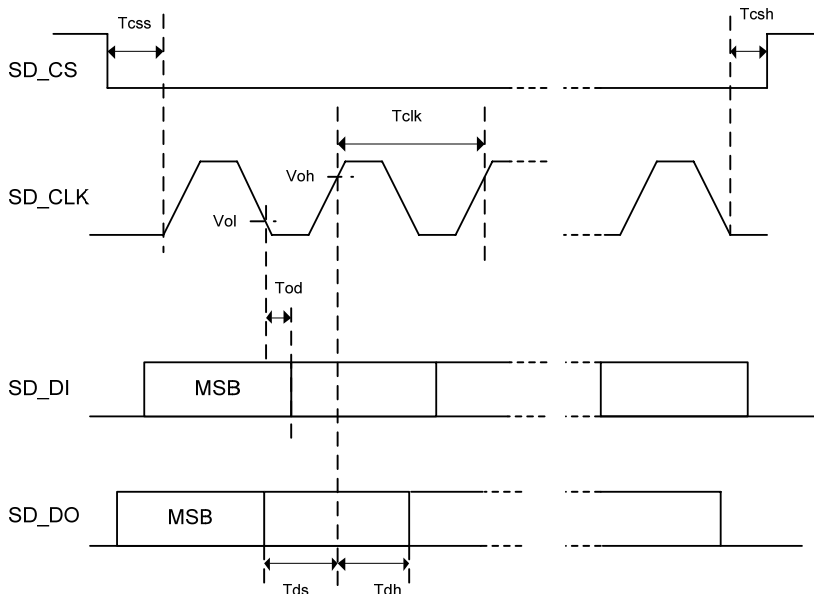 Tcss
Tcsh
SD_CS
Tclk
Voh
SD_CLK
Vol
Tod
SD_DI
MSB
SD_DO
MSB
Tds
Tdh